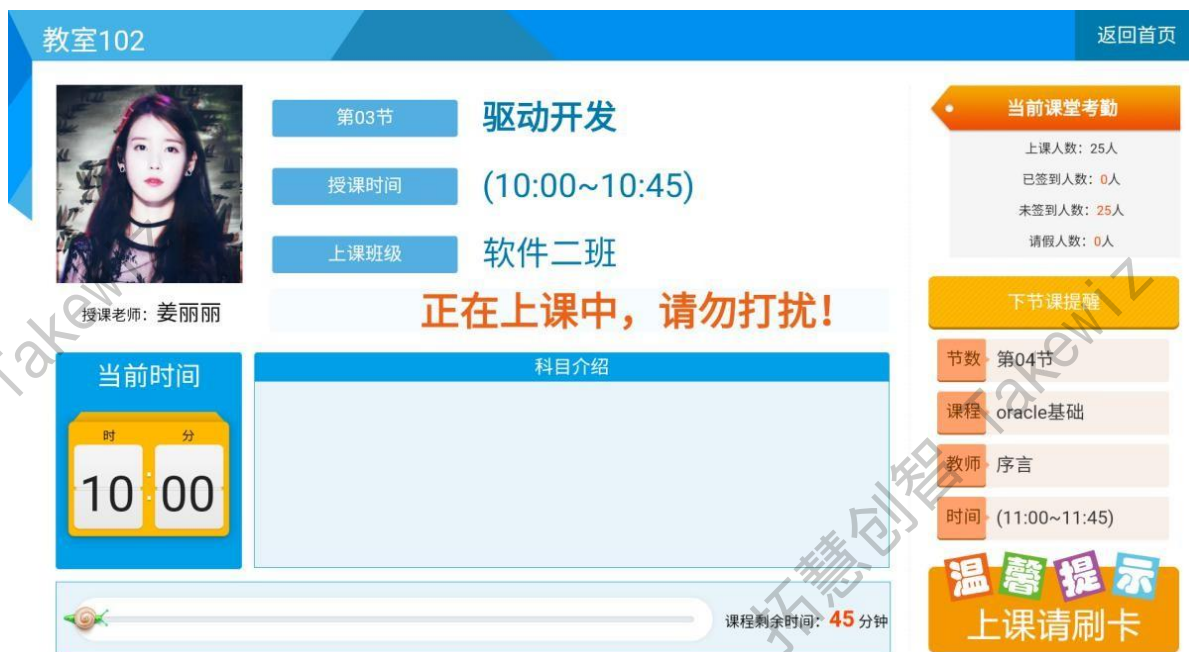 教室102
返回首页
第03节 驱动开发
授课时间 (10:00~10:45)
上课班级 软件二班
授课老师：姜丽丽
正在上课中，请勿打扰！
当前时间
时 分
10:00
科目介绍
课程剩余时间：45分钟
当前课堂考勤
上课人数：25人
已签到人数：0人
未签到人数：25人
请假人数：0人
下节课提醒
节数 第04节
课程 oracle基础
教师 序言
时间 (11:00~11:45)
温馨提示
上课请刷卡
拓慧创智 Takewiz
Takewiz